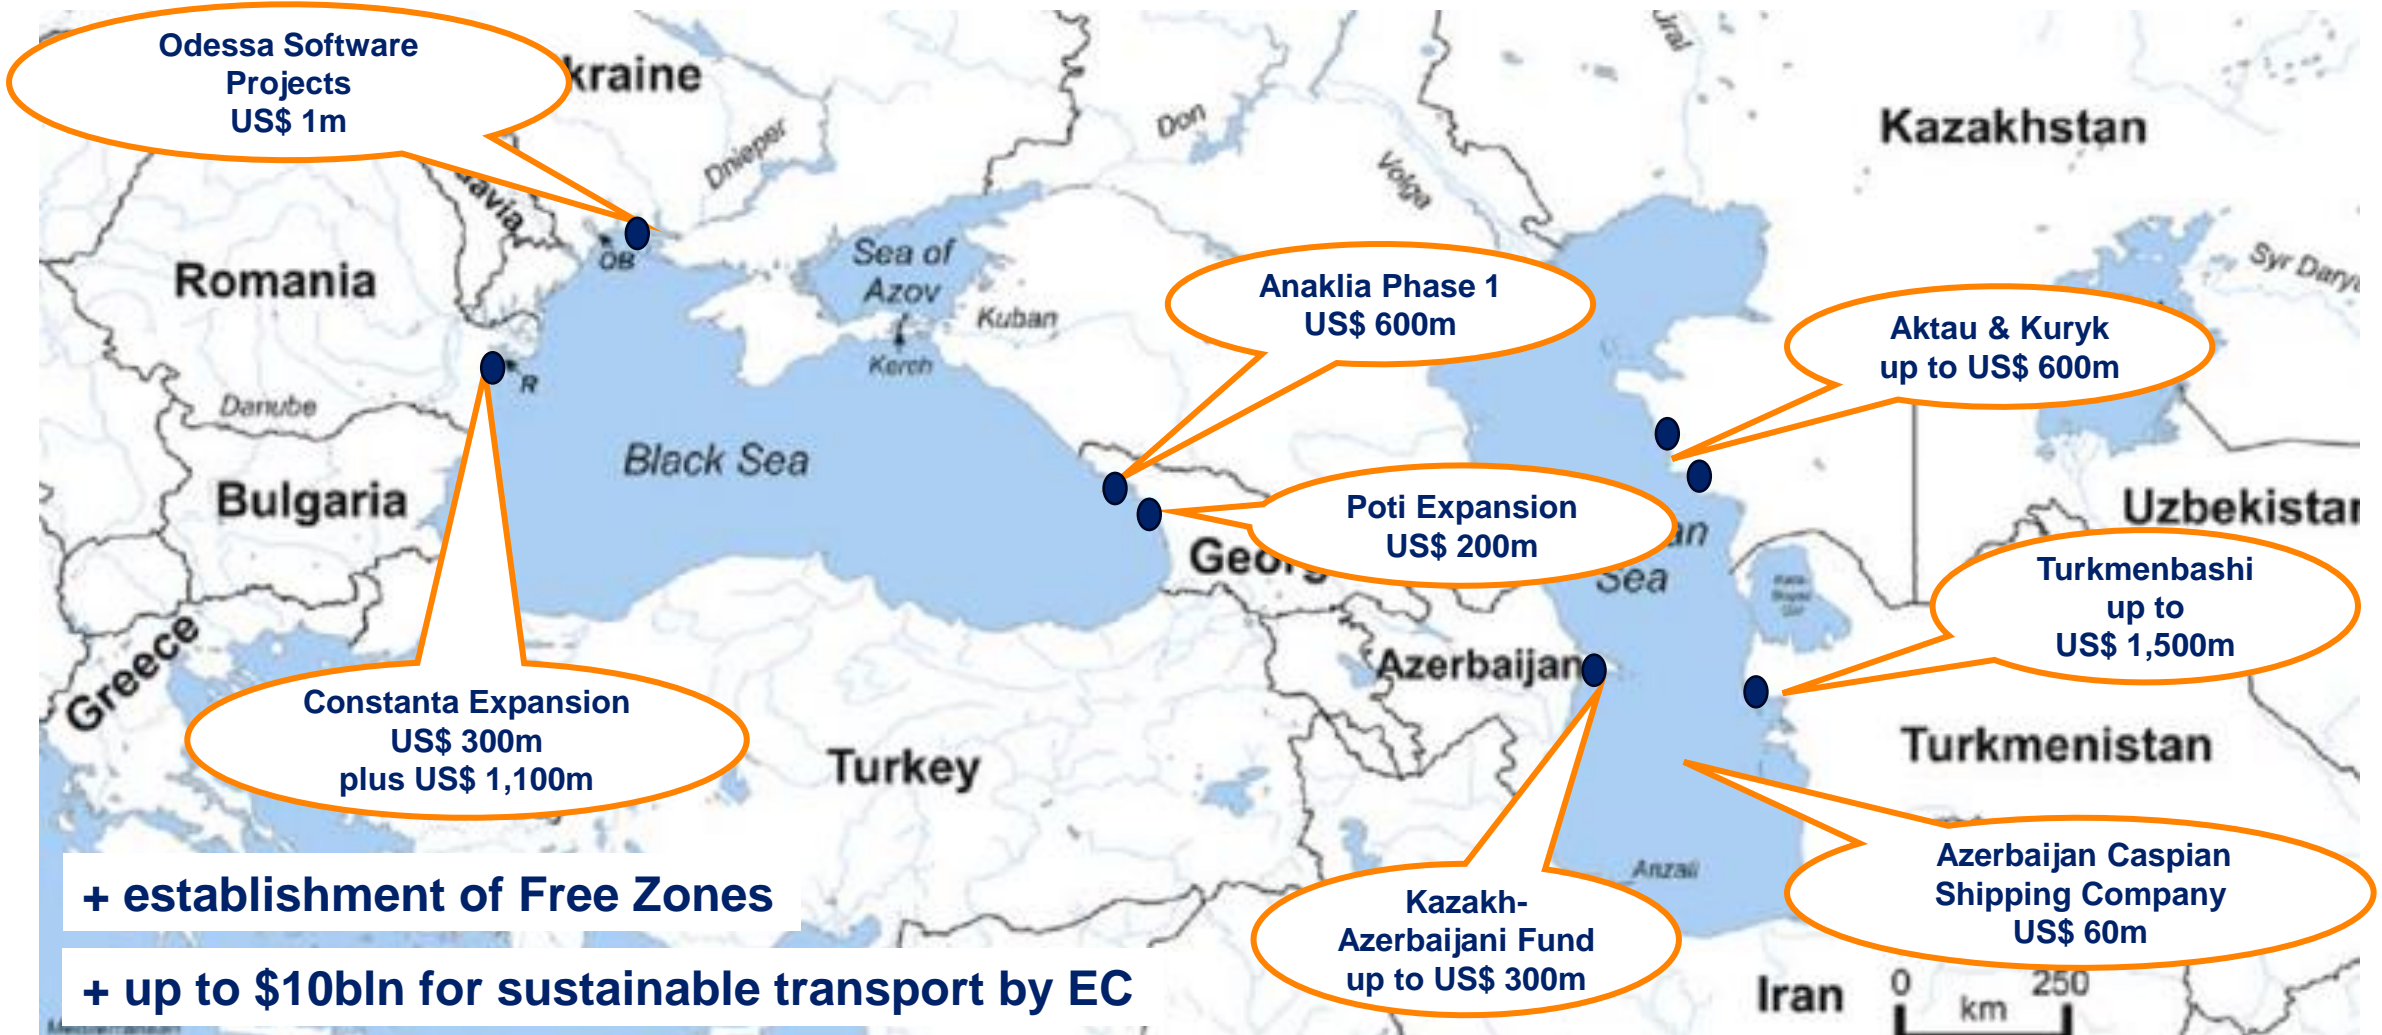 Odessa Software
Projects
US$ 1m
kraine
Dnieper
Don
Volga
Ural
Kazakhstan
avia
Romania
OB
Sea of
Azov
Kuban
Kerch
R
Anaklia Phase 1
US$ 600m
Aktau & Kuryk
up to US$ 600m
Syr Darya
Danube
Black Sea
Bulgaria
Poti Expansion
US$ 200m
Geor
an
Sea
Uzbekistan
Turkmenbashi
up to
US$ 1,500m
Greece
Azerbaijan
Constanta Expansion
US$ 300m
plus US$ 1,100m
Turkey
Turkmenistan
Anzali
Kazakh-
Azerbaijani Fund
up to US$ 300m
Azerbaijan Caspian
Shipping Company
US$ 60m
+ establishment of Free Zones
+ up to $10bln for sustainable transport by EC
Iran
0 250
km